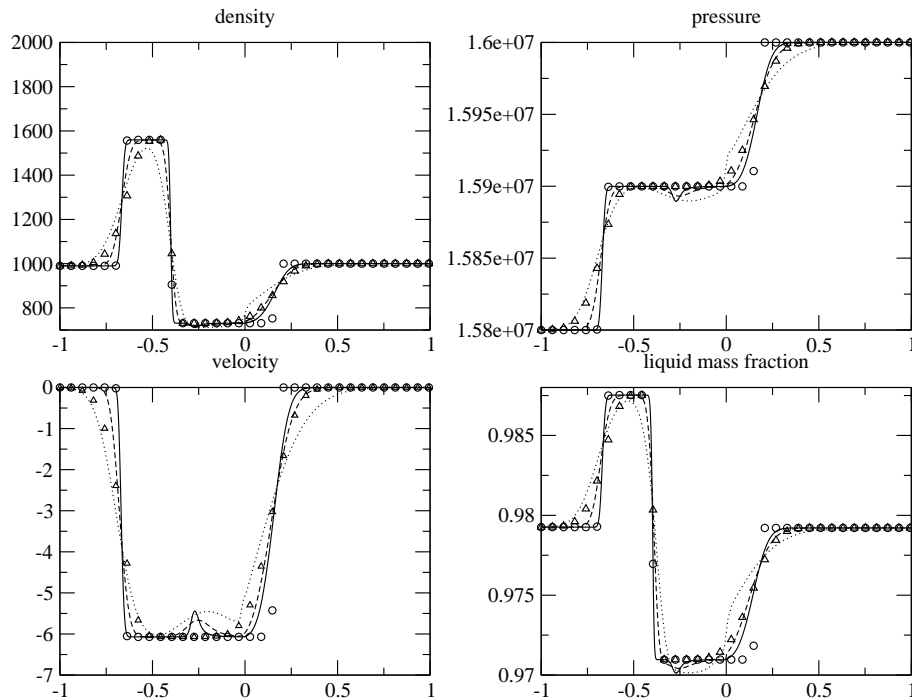 density
2000
1800
1600
1400
1200
1000
800
-1 -0.5 0 0.5 1
pressure
1.6e+07
1.595e+07
1.59e+07
1.585e+07
1.58e+07
-1 -0.5 0 0.5 1
velocity
0
-1
-2
-3
-4
-5
-6
-7
-1 -0.5 0 0.5 1
liquid mass fraction
0.985
0.98
0.975
0.97
-1 -0.5 0 0.5 1